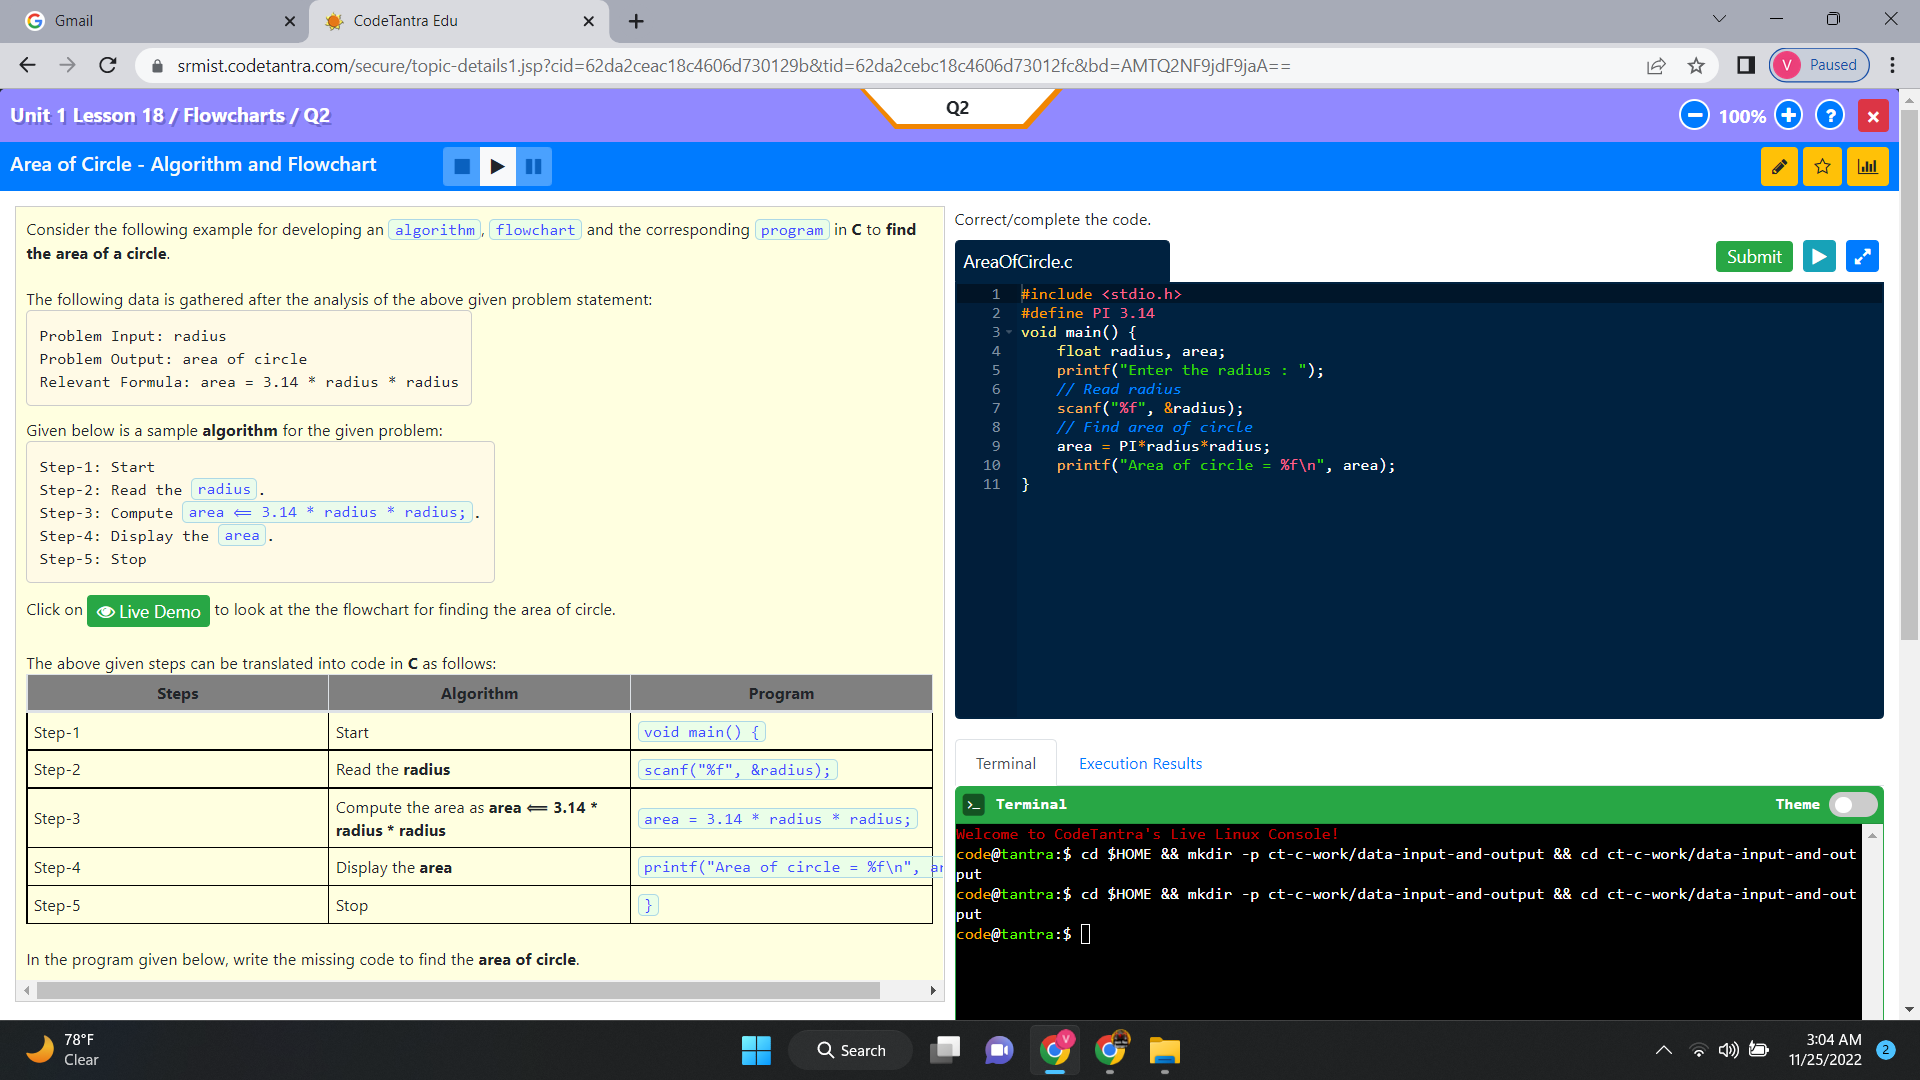 Gmail
CodeTantra Edu
srmist.codetantra.com/secure/topic-details1.jsp?cid=62da2ceac18c4606d730129b&tid=62da2cebc18c4606d73012fc&bd=AMTQ2NF9jdF9jaA==
V Paused
Unit 1 Lesson 18 / Flowcharts / Q2
Q2
100%
?
Area of Circle - Algorithm and Flowchart
Consider the following example for developing an algorithm, flowchart and the corresponding program in C to find
the area of a circle.
The following data is gathered after the analysis of the above given problem statement:
Problem Input: radius
Problem Output: area of circle
Relevant Formula: area = 3.14 * radius * radius
Given below is a sample algorithm for the given problem:
Step-1: Start
Step-2: Read the radius.
Step-3: Compute area ⟸ 3.14 * radius * radius;.
Step-4: Display the area.
Step-5: Stop
Click on Live Demo to look at the the flowchart for finding the area of circle.
The above given steps can be translated into code in C as follows:
Steps Algorithm Program
Step-1 Start void main() {
Step-2 Read the radius scanf("%f", &radius);
Step-3 Compute the area as area ⟸ 3.14 *
radius * radius area = 3.14 * radius * radius;
Step-4 Display the area printf("Area of circle = %f\n", ar
Step-5 Stop }
In the program given below, write the missing code to find the area of circle.
Correct/complete the code.
AreaOfCircle.c
Submit
1 #include <stdio.h>
2 #define PI 3.14
3 void main() {
4 float radius, area;
5 printf("Enter the radius : ");
6 // Read radius
7 scanf("%f", &radius);
8 // Find area of circle
9 area = PI*radius*radius;
10 printf("Area of circle = %f\n", area);
11 }
Terminal Execution Results
>_ Terminal Theme
Welcome to CodeTantra's Live Linux Console!
code@tantra:$ cd $HOME && mkdir -p ct-c-work/data-input-and-output && cd ct-c-work/data-input-and-out
put
code@tantra:$ cd $HOME && mkdir -p ct-c-work/data-input-and-output && cd ct-c-work/data-input-and-out
put
code@tantra:$
78°F
Clear
Search
V
3:04 AM
11/25/2022
2